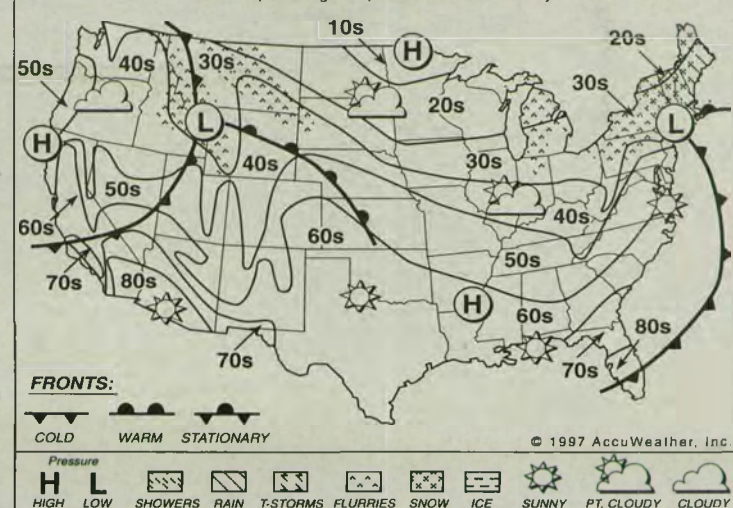 10s
H
20s
50s
40s
30s
30s
20s
L
L
H
40s
30s
50s
40s
60s
60s
50s
70s
80s
H
60s
80s
70s
70s
FRONTS:
COLD WARM STATIONARY
© 1997 AccuWeather, Inc.
Pressure
H L
HIGH LOW SHOWERS RAIN T-STORMS FLURRIES SNOW ICE SUNNY PT. CLOUDY CLOUDY